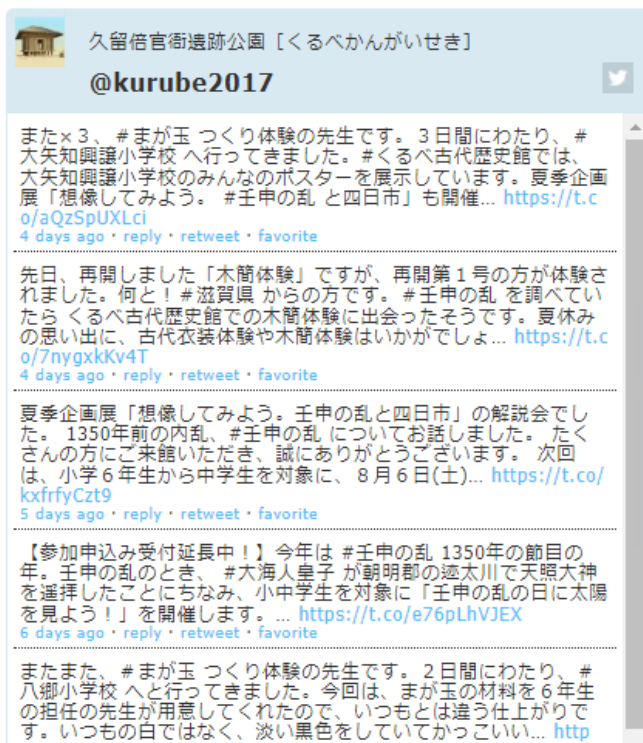 久留倍官衙遺跡公園［くるべかんがいせき］
@kurube2017
また×３、＃まが玉 つくり体験の先生です。３日間にわたり、＃
大矢知興譲小学校 へ行ってきました。#くるべ古代歴史館では、
大矢知興譲小学校のみんなのポスターを展示しています。夏季企画
展「想像してみよう。 #壬申の乱 と四日市」も開催... https://t.c
o/aQzSpUXLci
4 days ago・reply・retweet・favorite
先日、再開しました「木簡体験」ですが、再開第１号の方が体験さ
れました。何と！＃滋賀県 からの方です。＃壬申の乱 を調べてい
たら くるべ古代歴史館での木簡体験に出会ったそうです。夏休み
の思い出に、古代衣装体験や木簡体験はいかがでしょ... https://t.c
o/7nygxkKv4T
4 days ago・reply・retweet・favorite
夏季企画展「想像してみよう。壬申の乱と四日市」の解説会でし
た。 1350年前の内乱、#壬申の乱 についてお話しました。 たく
さんの方にご来館いただき、誠にありがとうございます。 次回
は、小学６年生から中学生を対象に、８月６日(土)... https://t.co/
kxfrfyCzt9
5 days ago・reply・retweet・favorite
【参加申込み受付延長中！】今年は #壬申の乱 1350年の節目の
年。壬申の乱のとき、 #大海人皇子 が朝明郡の迹太川で天照大神
を遥拝したことにちなみ、小中学生を対象に「壬申の乱の日に太陽
を見よう！」を開催します。... https://t.co/e76pLhVJEX
6 days ago・reply・retweet・favorite
またまた、＃まが玉 つくり体験の先生です。２日間にわたり、＃
八郷小学校 へと行ってきました。今回は、まが玉の材料を６年生
の担任の先生が用意してくれたので、いつもとは違う仕上がりで
す。いつもの白ではなく、淡い黒色をしていてかっこいい... http